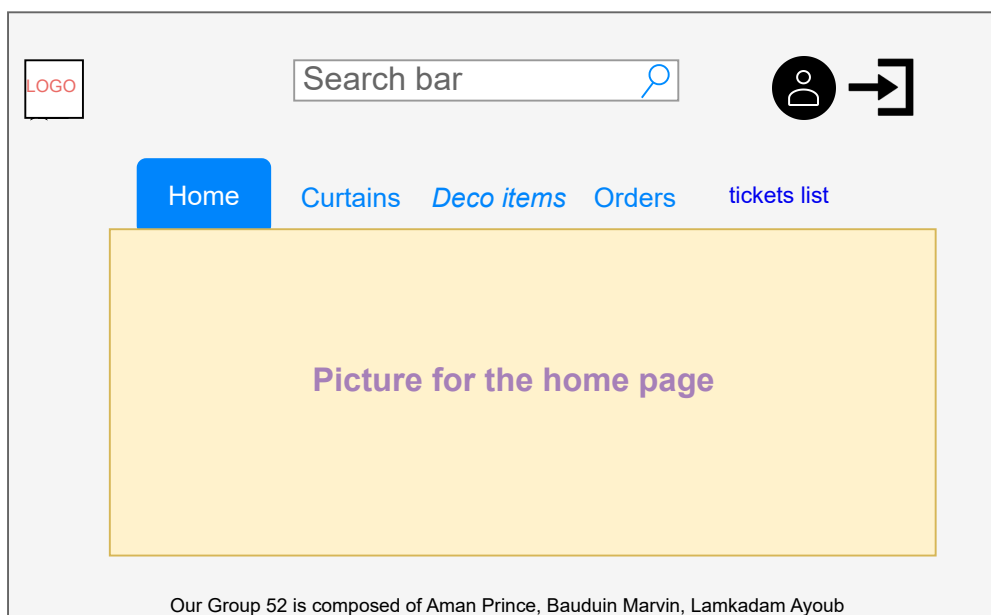 LOGO
Search bar
Home Curtains Deco items Orders tickets list
Picture for the home page
Our Group 52 is composed of Aman Prince, Bauduin Marvin, Lamkadam Ayoub